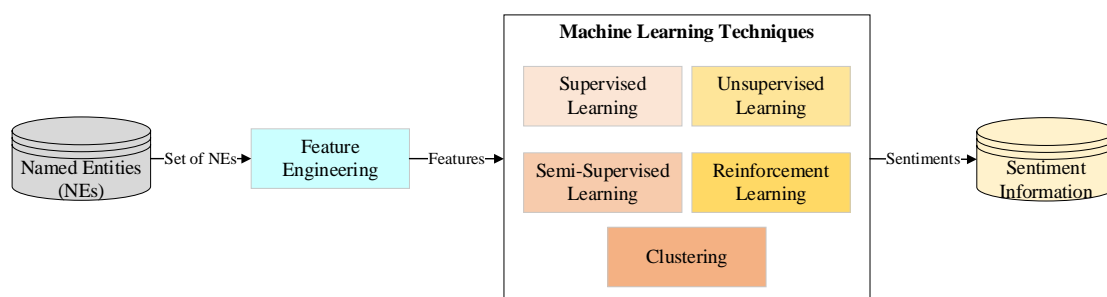 Machine Learning Techniques
Supervised
Learning
Unsupervised
Learning
Named Entities
(NEs)
Set of NEs
Feature
Engineering
Features
Semi-Supervised
Learning
Reinforcement
Learning
Clustering
Sentiments
Sentiment
Information